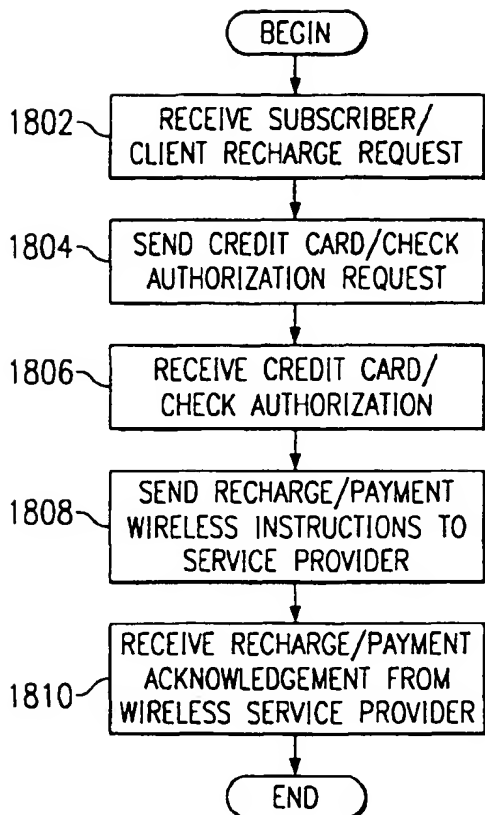 BEGIN
1802
RECEIVE SUBSCRIBER/
CLIENT RECHARGE REQUEST
1804
SEND CREDIT CARD/CHECK
AUTHORIZATION REQUEST
1806
RECEIVE CREDIT CARD/
CHECK AUTHORIZATION
1808
SEND RECHARGE/PAYMENT
WIRELESS INSTRUCTIONS TO
SERVICE PROVIDER
1810
RECEIVE RECHARGE/PAYMENT
ACKNOWLEDGEMENT FROM
WIRELESS SERVICE PROVIDER
END